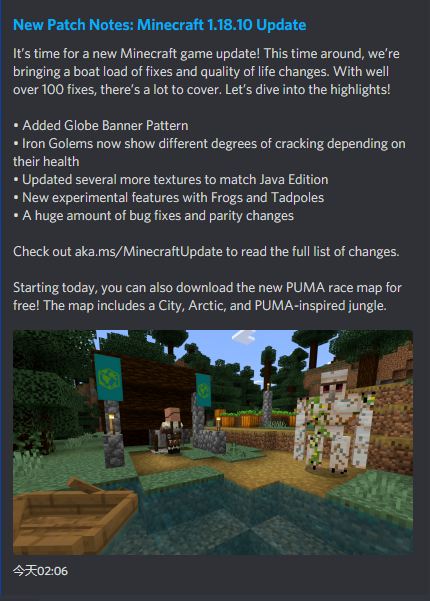 New Patch Notes: Minecraft 1.18.10 Update
It's time for a new Minecraft game update! This time around, we're
bringing a boat load of fixes and quality of life changes. With well
over 100 fixes, there's a lot to cover. Let's dive into the highlights!
• Added Globe Banner Pattern
• Iron Golems now show different degrees of cracking depending on
their health
• Updated several more textures to match Java Edition
• New experimental features with Frogs and Tadpoles
• A huge amount of bug fixes and parity changes
Check out aka.ms/MinecraftUpdate to read the full list of changes.
Starting today, you can also download the new PUMA race map for
free! The map includes a City, Arctic, and PUMA-inspired jungle.
今天02:06